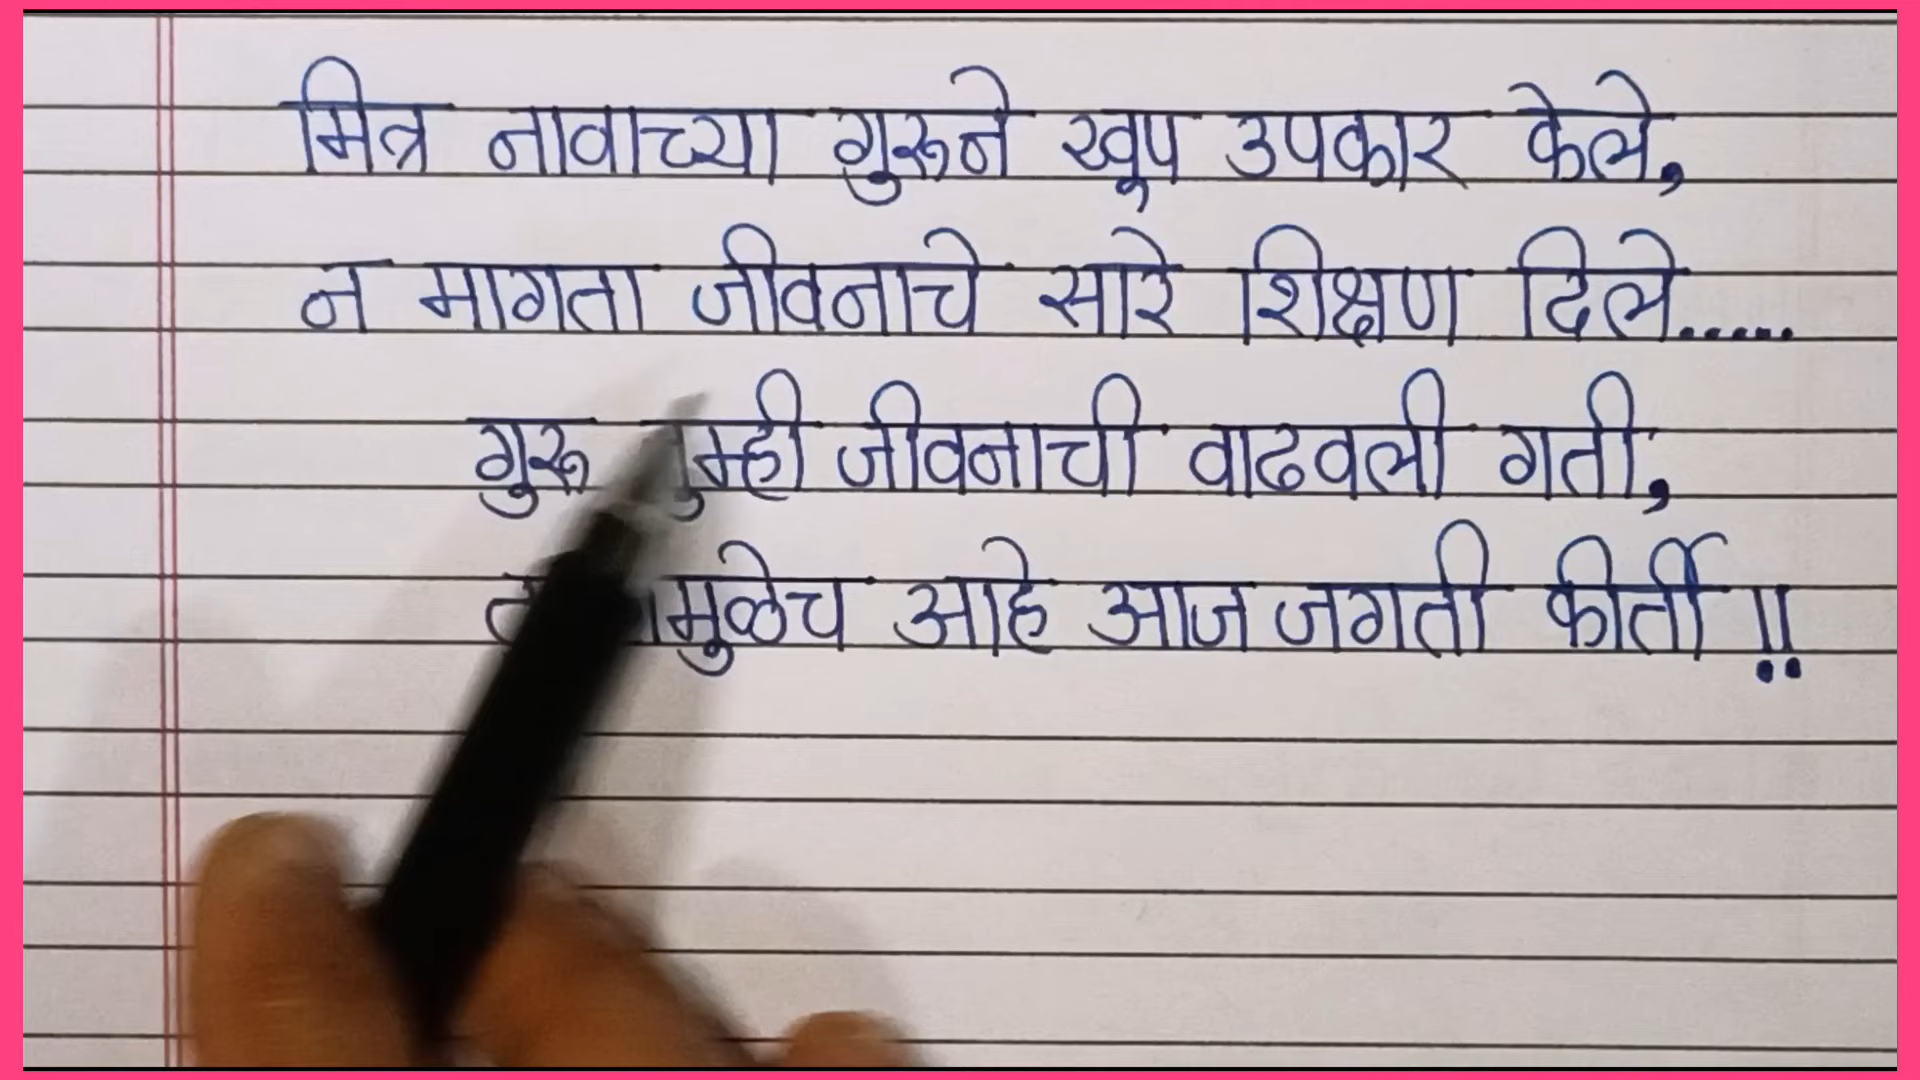 मित्र नावाच्या गुरूने खूप उपकार केले,
न मागता जीवनाचे सारे शिक्षण दिले.....
गुरू तुम्ही जीवनाची वाढवली गती,
आहे आज जगती कीर्ती !!